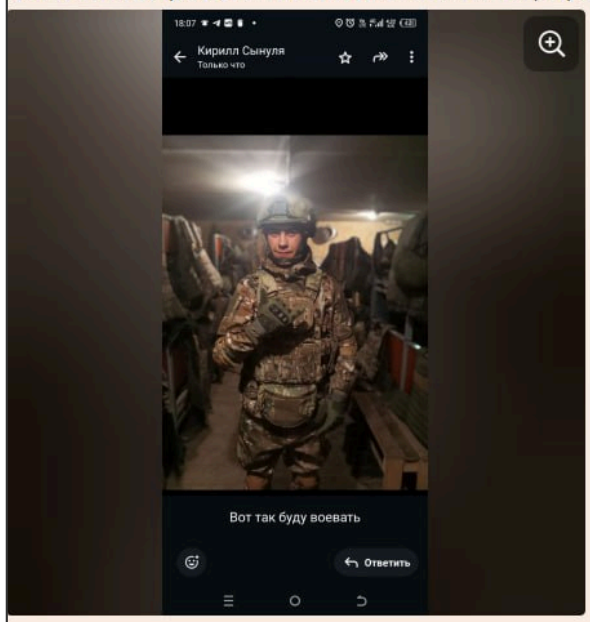 18:07
Кирилл Сынуля
Только что
Вот так буду воевать
Ответить